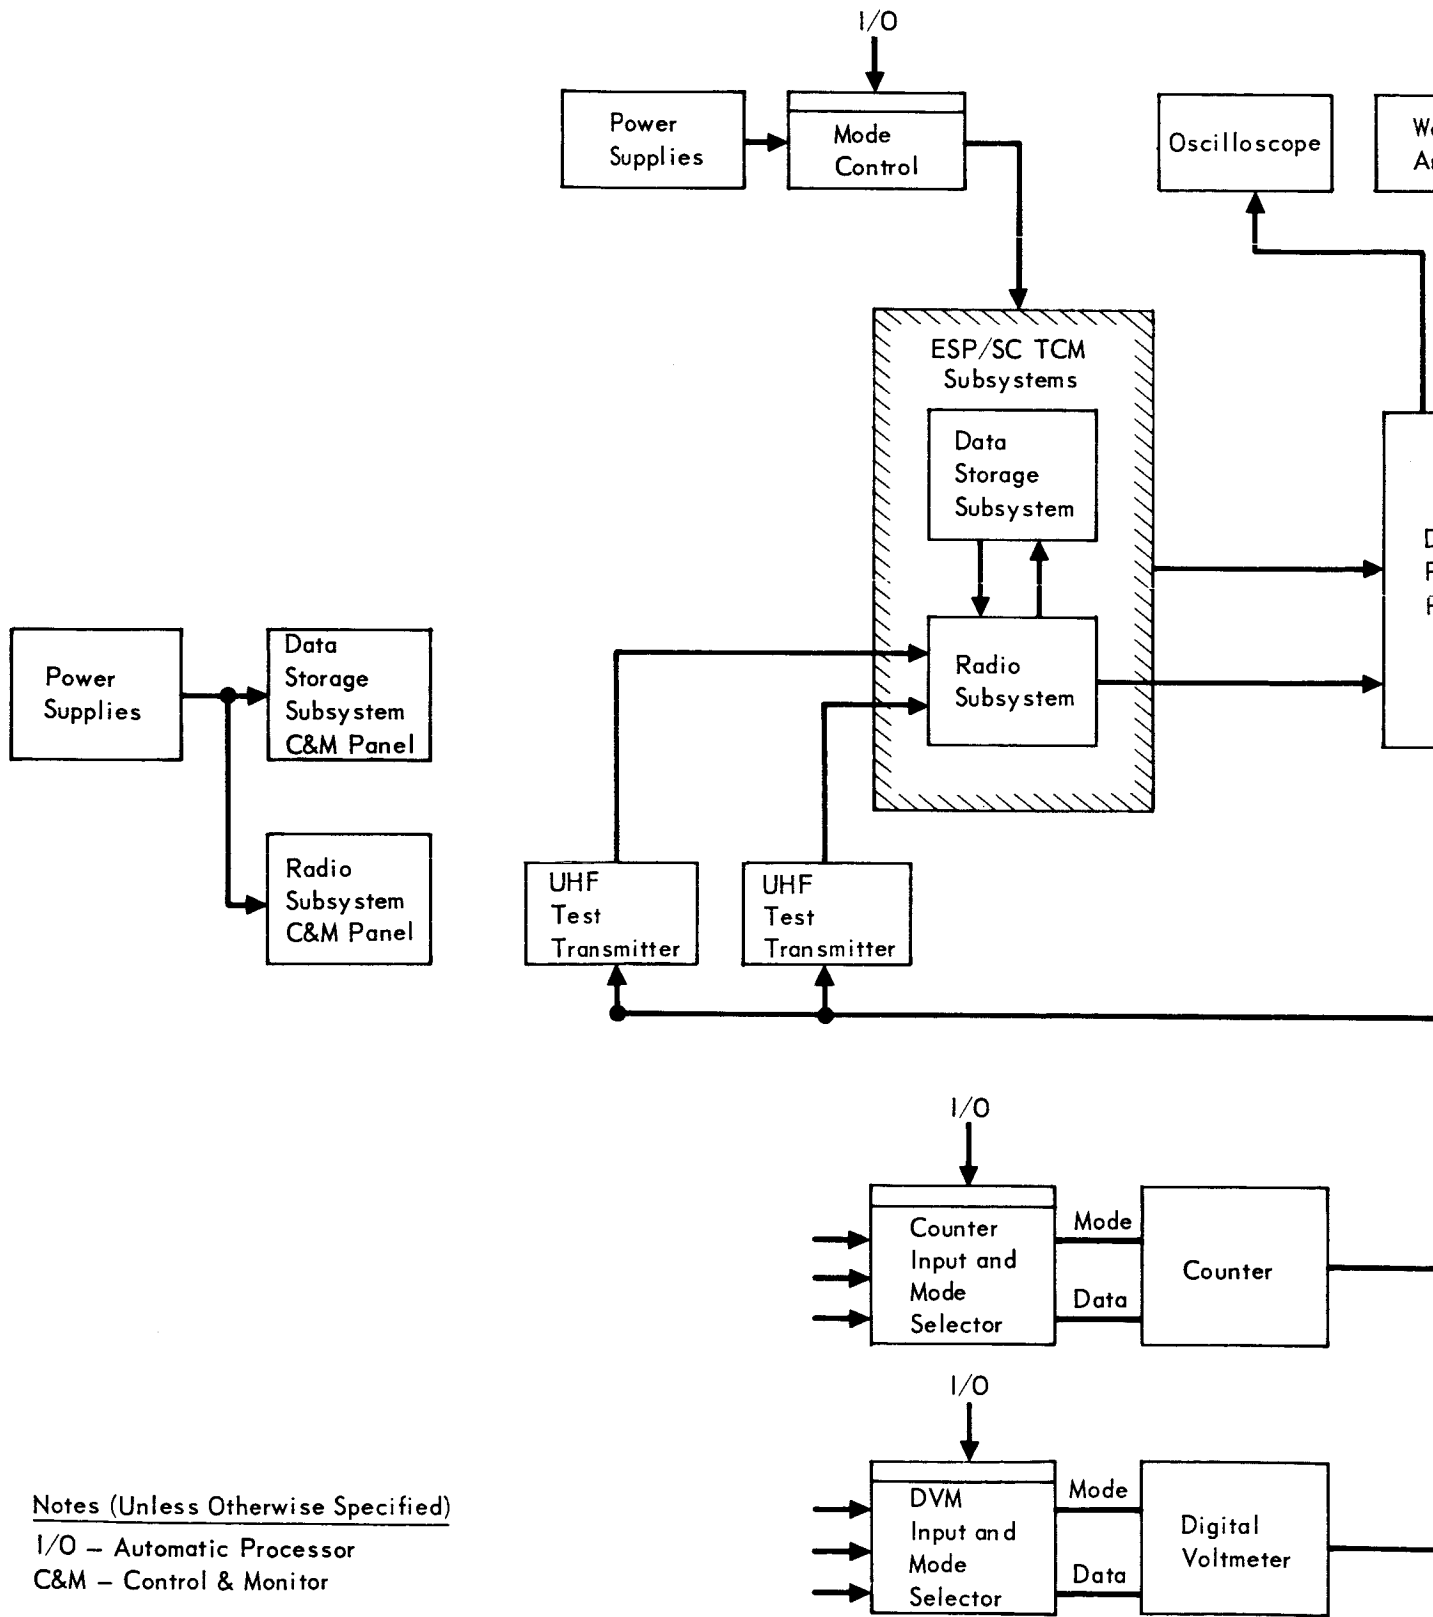 I/O
Power
Supplies
Mode
Control
Oscilloscope
ESP/SC TCM
Subsystems
Data
Storage
Subsystem
Radio
Subsystem
Power
Supplies
Data
Storage
Subsystem
C&M Panel
Radio
Subsystem
C&M Panel
UHF
Test
Transmitter
UHF
Test
Transmitter
I/O
Counter
Input and
Mode
Selector
Mode
Data
Counter
I/O
DVM
Input and
Mode
Selector
Mode
Data
Digital
Voltmeter
Notes (Unless Otherwise Specified)
I/O – Automatic Processor
C&M – Control & Monitor